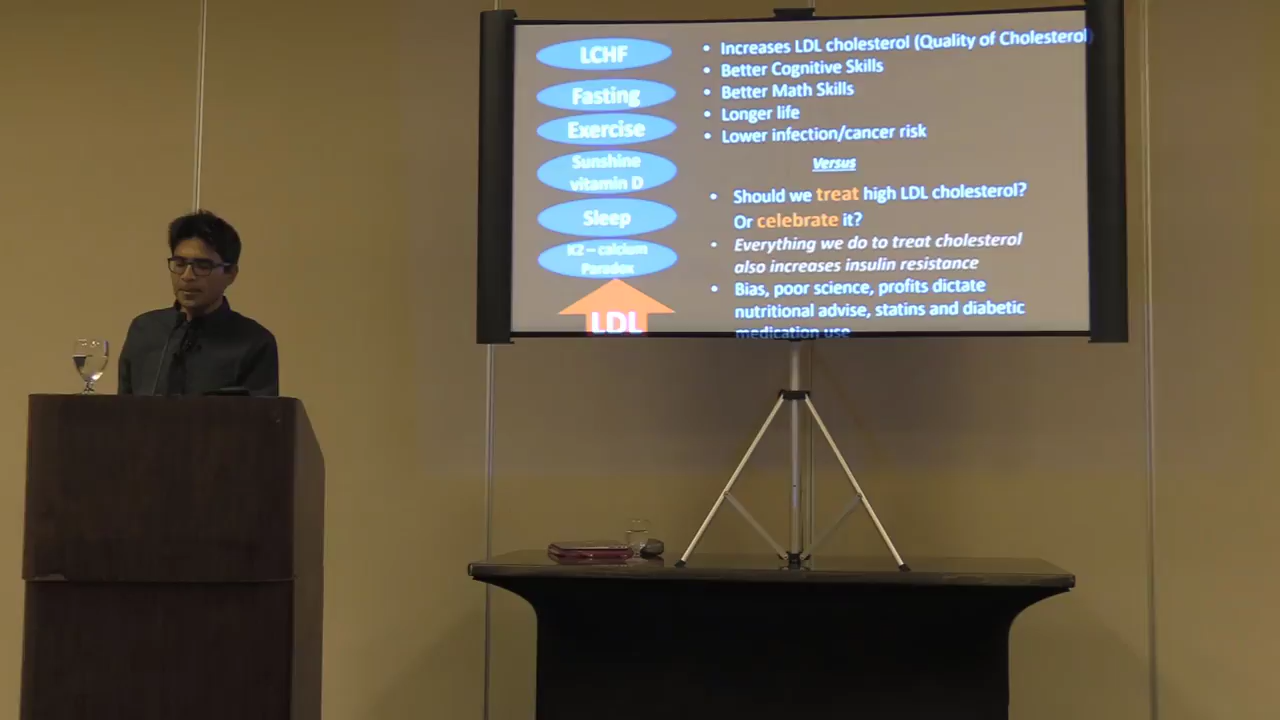 LCHF
Fasting
Exercise
Sunshine
vitamin D
Sleep
K2 – calcium
Paradox
LDL
• Increases LDL cholesterol (Quality of Cholesterol)
• Better Cognitive Skills
• Better Math Skills
• Longer life
• Lower infection/cancer risk
Versus
• Should we treat high LDL cholesterol?
Or celebrate it?
• Everything we do to treat cholesterol
also increases insulin resistance
• Bias, poor science, profits dictate
nutritional advise, statins and diabetic
medication use